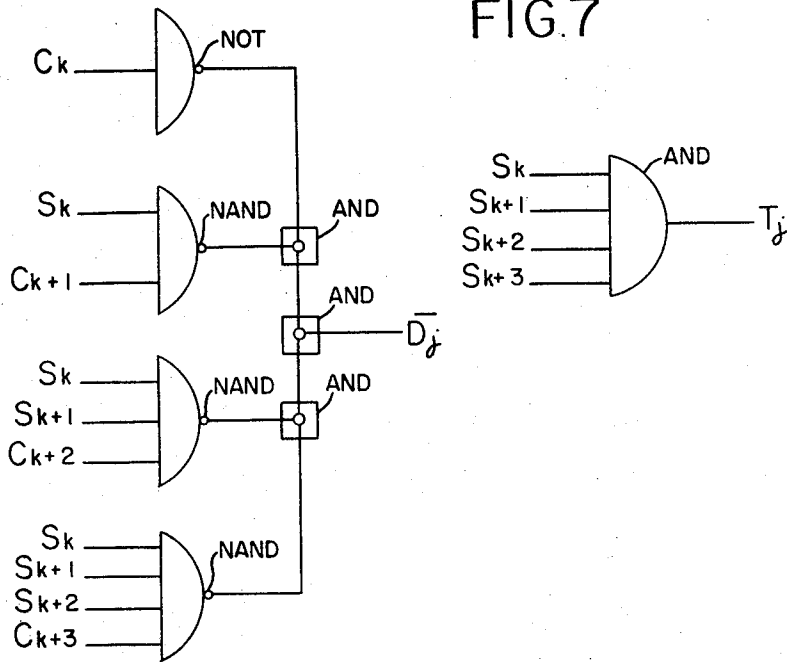 FIG.7
Ck
NOT
Sk
NAND
AND
Ck+1
AND
D̅j
Sk
NAND
AND
Sk+1
Ck+2
Sk
NAND
Sk+1
Sk+2
Ck+3
Sk
AND
Sk+1
Tj
Sk+2
Sk+3